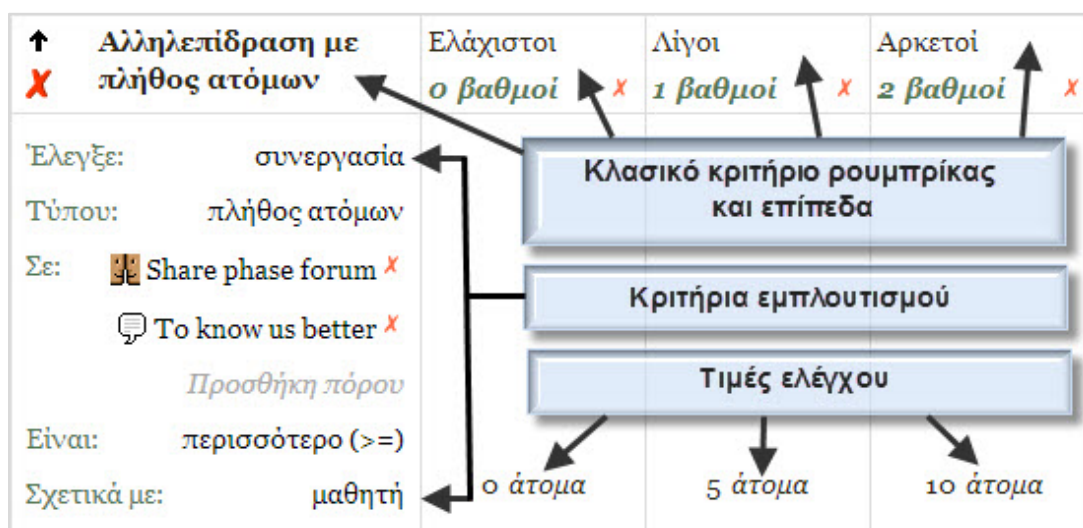 Αλληλεπίδραση με
πλήθος ατόμων
Ελάχιστοι
0 βαθμοί
Λίγοι
1 βαθμοί
Αρκετοί
2 βαθμοί
Κλασικό κριτήριο ρουμπρίκας
και επίπεδα
Έλεγξε: συνεργασία
Τύπου: πλήθος ατόμων
Σε: Share phase forum
To know us better
Προσθήκη πόρου
Κριτήρια εμπλουτισμού
Τιμές ελέγχου
Είναι: περισσότερο (>=)
Σχετικά με: μαθητή
0 άτομα
5 άτομα
10 άτομα